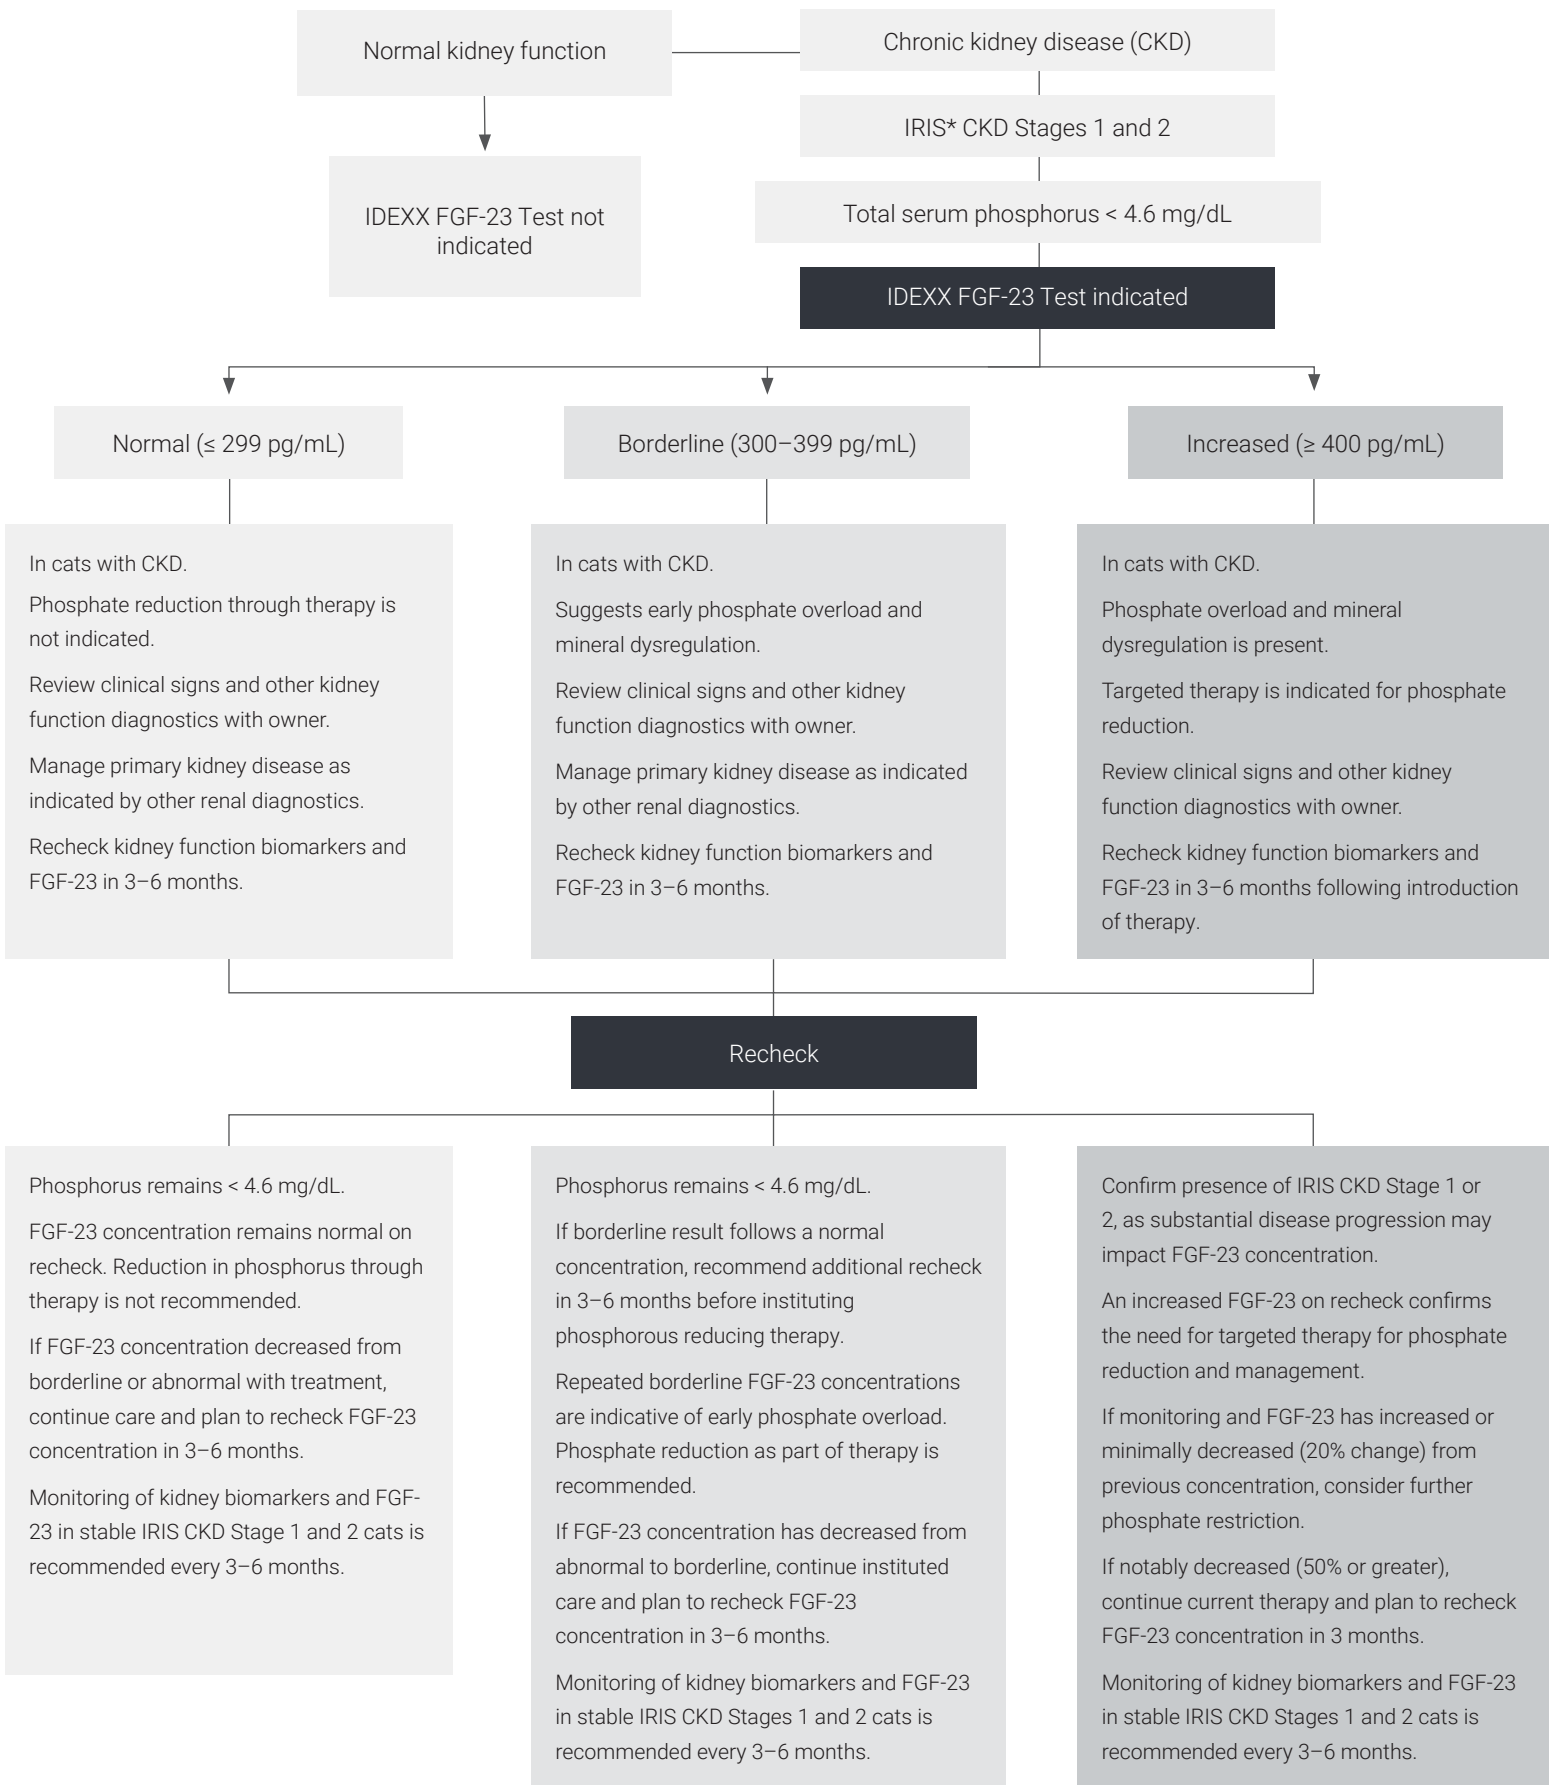 Normal kidney function
Chronic kidney disease (CKD)
IRIS* CKD Stages 1 and 2
IDEXX FGF-23 Test not
indicated
Total serum phosphorus < 4.6 mg/dL
IDEXX FGF-23 Test indicated
Normal (≤ 299 pg/mL)
Borderline (300–399 pg/mL)
Increased (≥ 400 pg/mL)
In cats with CKD.
Phosphate reduction through therapy is
not indicated.
Review clinical signs and other kidney
function diagnostics with owner.
Manage primary kidney disease as
indicated by other renal diagnostics.
Recheck kidney function biomarkers and
FGF-23 in 3–6 months.
In cats with CKD.
Suggests early phosphate overload and
mineral dysregulation.
Review clinical signs and other kidney
function diagnostics with owner.
Manage primary kidney disease as indicated
by other renal diagnostics.
Recheck kidney function biomarkers and
FGF-23 in 3–6 months.
In cats with CKD.
Phosphate overload and mineral
dysregulation is present.
Targeted therapy is indicated for phosphate
reduction.
Review clinical signs and other kidney
function diagnostics with owner.
Recheck kidney function biomarkers and
FGF-23 in 3–6 months following introduction
of therapy.
Recheck
Phosphorus remains < 4.6 mg/dL.
FGF-23 concentration remains normal on
recheck. Reduction in phosphorus through
therapy is not recommended.
If FGF-23 concentration decreased from
borderline or abnormal with treatment,
continue care and plan to recheck FGF-23
concentration in 3–6 months.
Monitoring of kidney biomarkers and FGF-
23 in stable IRIS CKD Stage 1 and 2 cats is
recommended every 3–6 months.
Phosphorus remains < 4.6 mg/dL.
If borderline result follows a normal
concentration, recommend additional recheck
in 3–6 months before instituting
phosphorous reducing therapy.
Repeated borderline FGF-23 concentrations
are indicative of early phosphate overload.
Phosphate reduction as part of therapy is
recommended.
If FGF-23 concentration has decreased from
abnormal to borderline, continue instituted
care and plan to recheck FGF-23
concentration in 3–6 months.
Monitoring of kidney biomarkers and FGF-23
in stable IRIS CKD Stages 1 and 2 cats is
recommended every 3–6 months.
Confirm presence of IRIS CKD Stage 1 or
2, as substantial disease progression may
impact FGF-23 concentration.
An increased FGF-23 on recheck confirms
the need for targeted therapy for phosphate
reduction and management.
If monitoring and FGF-23 has increased or
minimally decreased (20% change) from
previous concentration, consider further
phosphate restriction.
If notably decreased (50% or greater),
continue current therapy and plan to recheck
FGF-23 concentration in 3 months.
Monitoring of kidney biomarkers and FGF-23
in stable IRIS CKD Stages 1 and 2 cats is
recommended every 3–6 months.